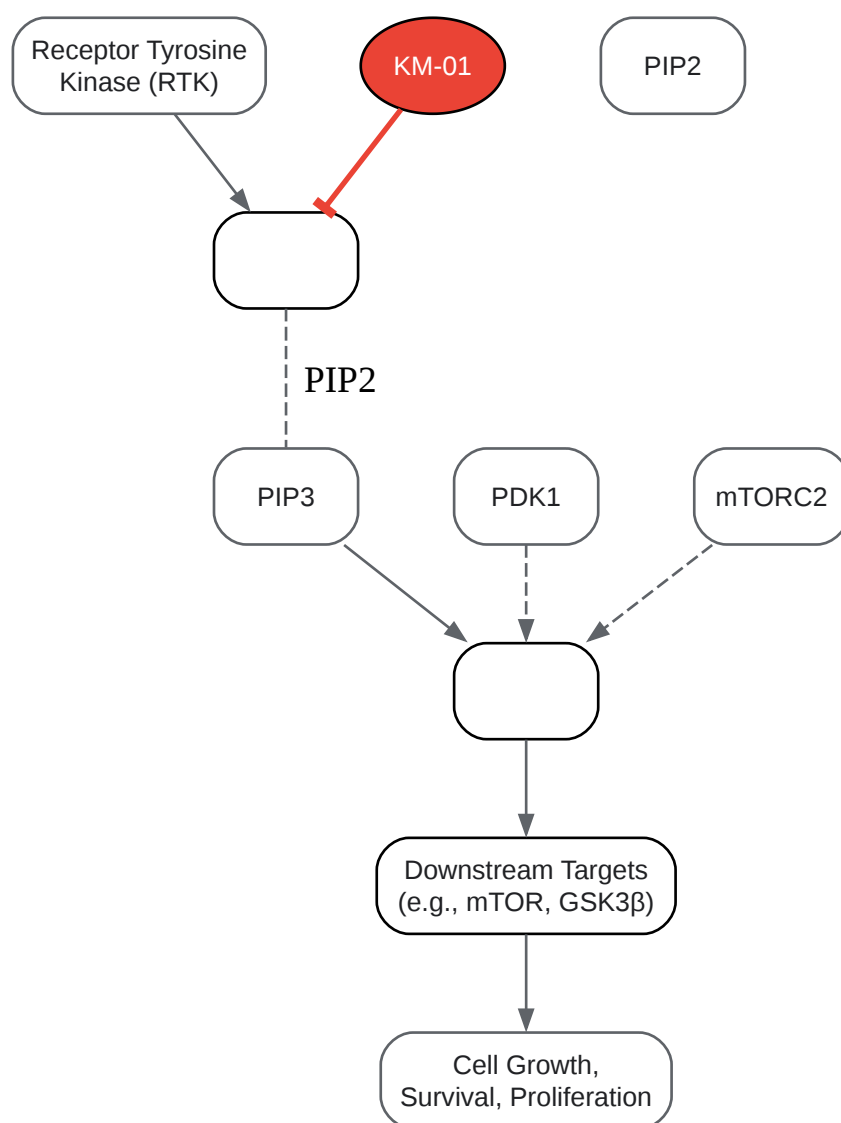 Receptor Tyrosine
Kinase (RTK)
KM-01
PIP2
PIP2
PIP3
PDK1
mTORC2
Downstream Targets
(e.g., mTOR, GSK3β)
Cell Growth,
Survival, Proliferation